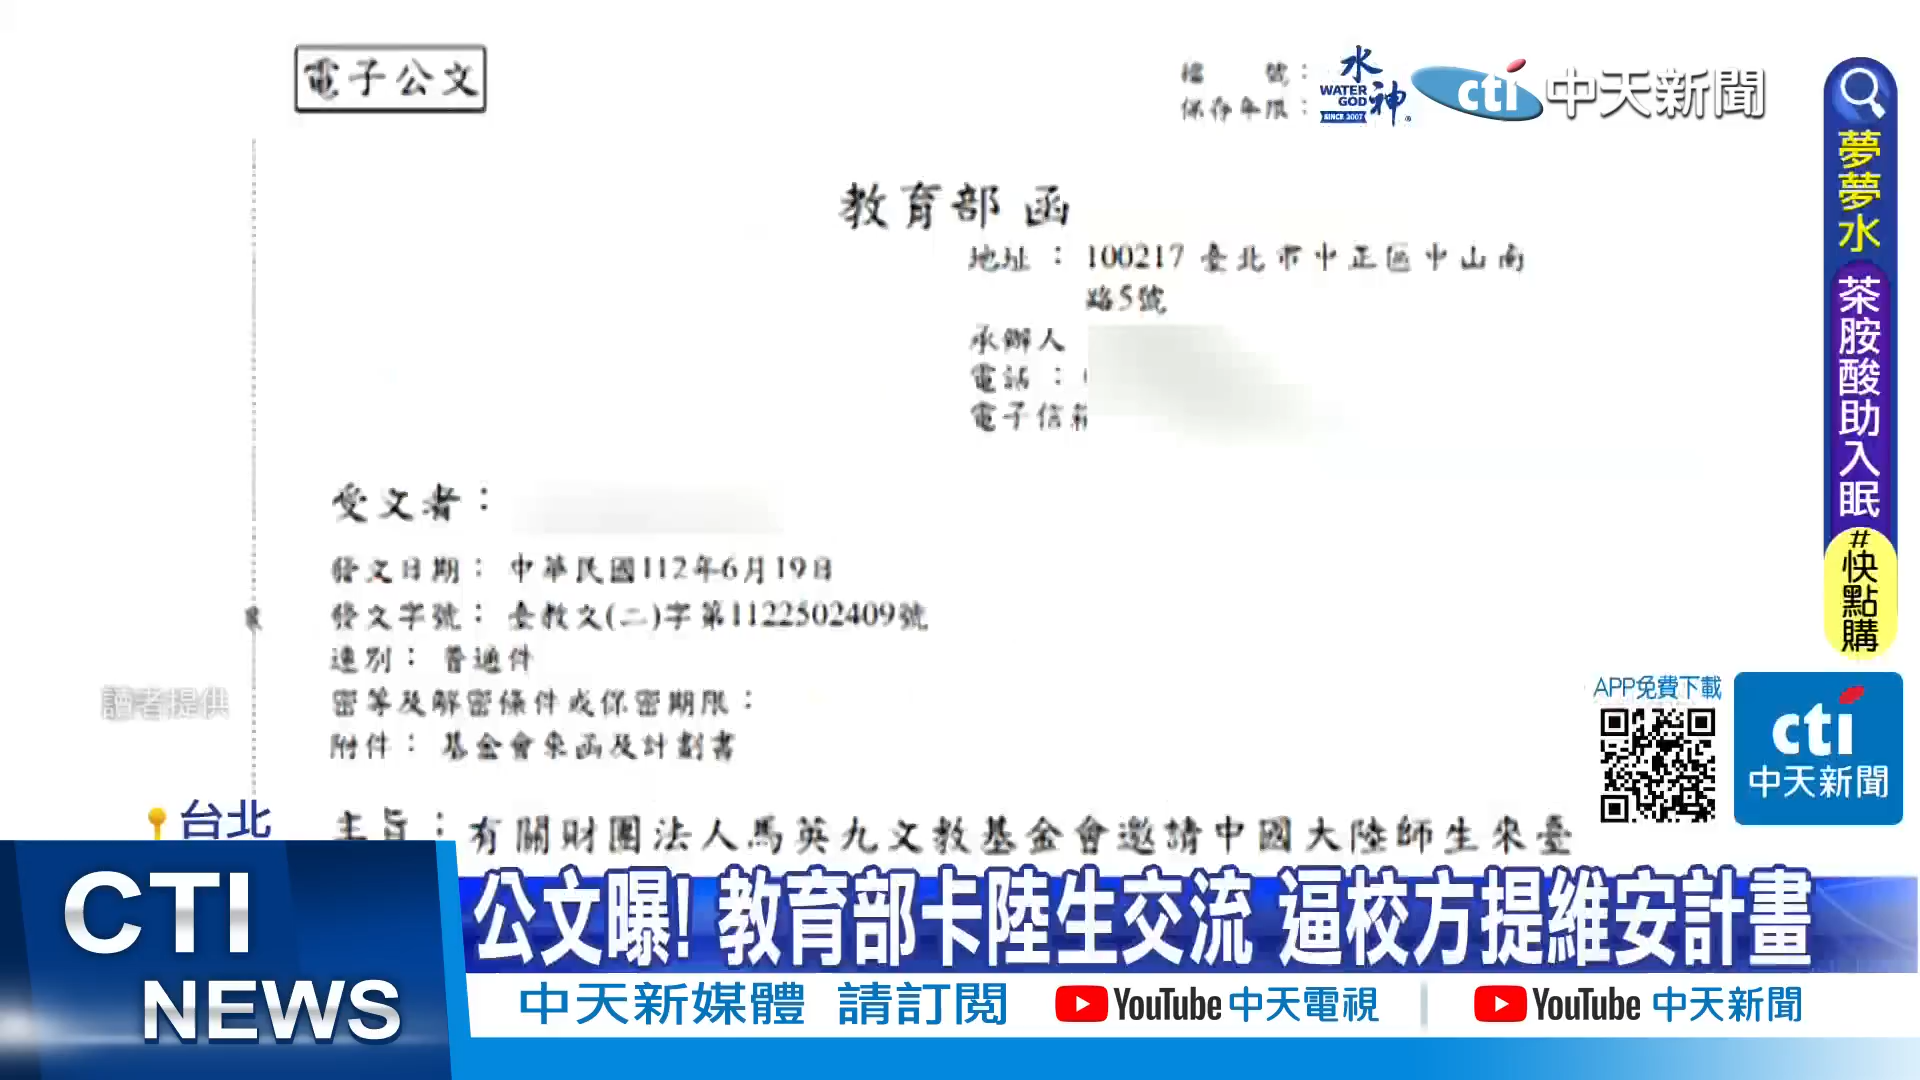 電子公文
檔 號：
保存年限：
水神
WATER GOD
SINCE 2007
cti 中天新聞
教育部 函
地址：100217 臺北市中正區中山南
路5號
承辦人
電話：
電子信箱
受文者：
發文日期：中華民國112年6月19日
發文字號：臺教文(二)字第1122502409號
速別：普通件
密等及解密條件或保密期限：
附件：基金會來函及計劃書
主旨：有關財團法人馬英九文教基金會邀請中國大陸師生來臺
讀者提供
台北
夢夢水
茶胺酸助入眠
#快點購
APP免費下載
cti
中天新聞
CTI
NEWS
公文曝! 教育部卡陸生交流 逼校方提維安計畫
中天新媒體 請訂閱 YouTube 中天電視 | YouTube 中天新聞